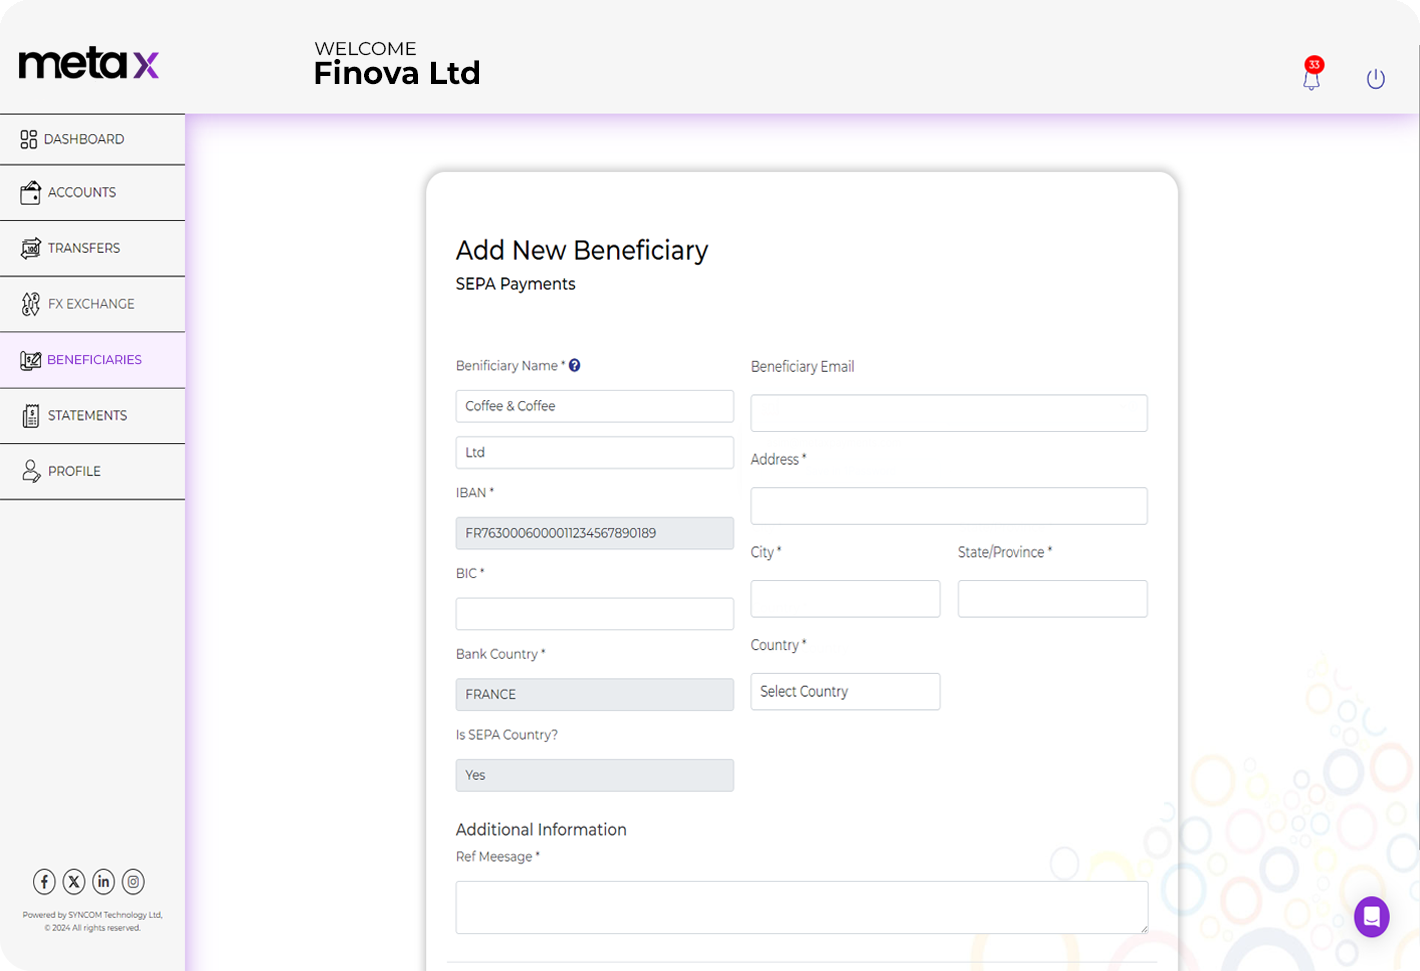 meta x
WELCOME
Finova Ltd
33
DASHBOARD
ACCOUNTS
TRANSFERS
FX EXCHANGE
BENEFICIARIES
STATEMENTS
PROFILE
Powered by SYNCOM Technology Ltd,
© 2024 All rights reserved.
Add New Beneficiary
SEPA Payments
Benificiary Name *
Coffee & Coffee
Ltd
IBAN *
FR7630006000011234567890189
BIC *
Bank Country *
FRANCE
Is SEPA Country?
Yes
Beneficiary Email
Address *
City *
State/Province *
Country *
Select Country
Additional Information
Ref Meesage *